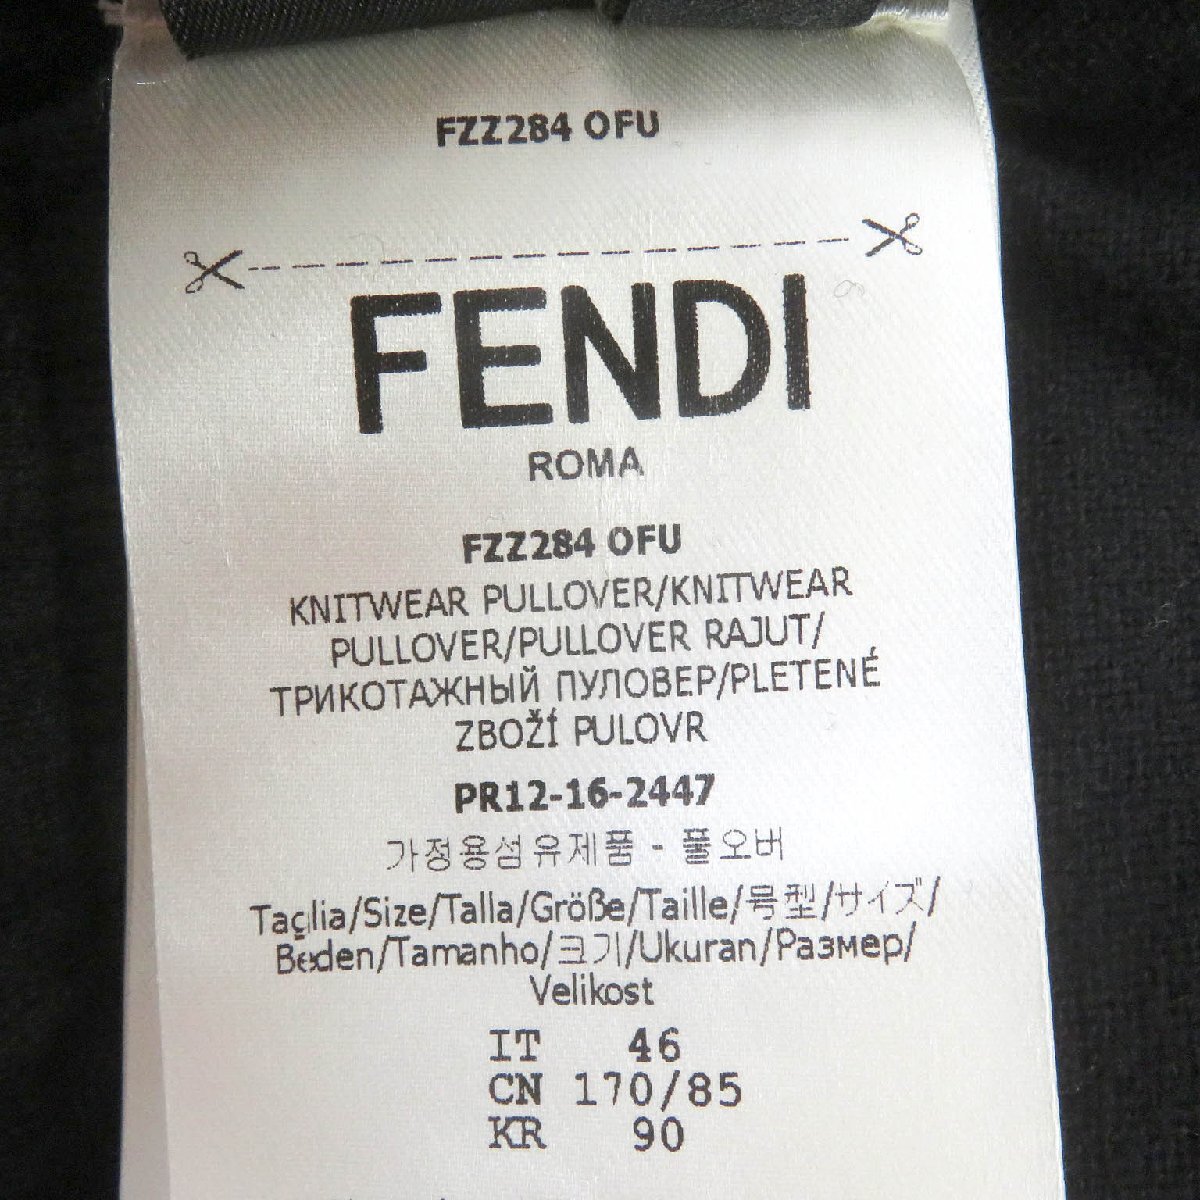 FZZ284 OFU
FENDI
ROMA
FZZ284 OFU
KNITWEAR PULLOVER/KNITWEAR
PULLOVER/PULLOVER RAJUT/
ТРИКОТАЖНЫЙ ПУЛОВЕР/PLETENÉ
ZBOŽÍ PULOVR
PR12-16-2447
가정용섬유제품 - 풀오버
Taglia/Size/Talla/Größe/Taille/号型/サイズ/
Beden/Tamanho/크기/Ukuran/Размер/
Velikost
IT 46
CN 170/85
KR 90